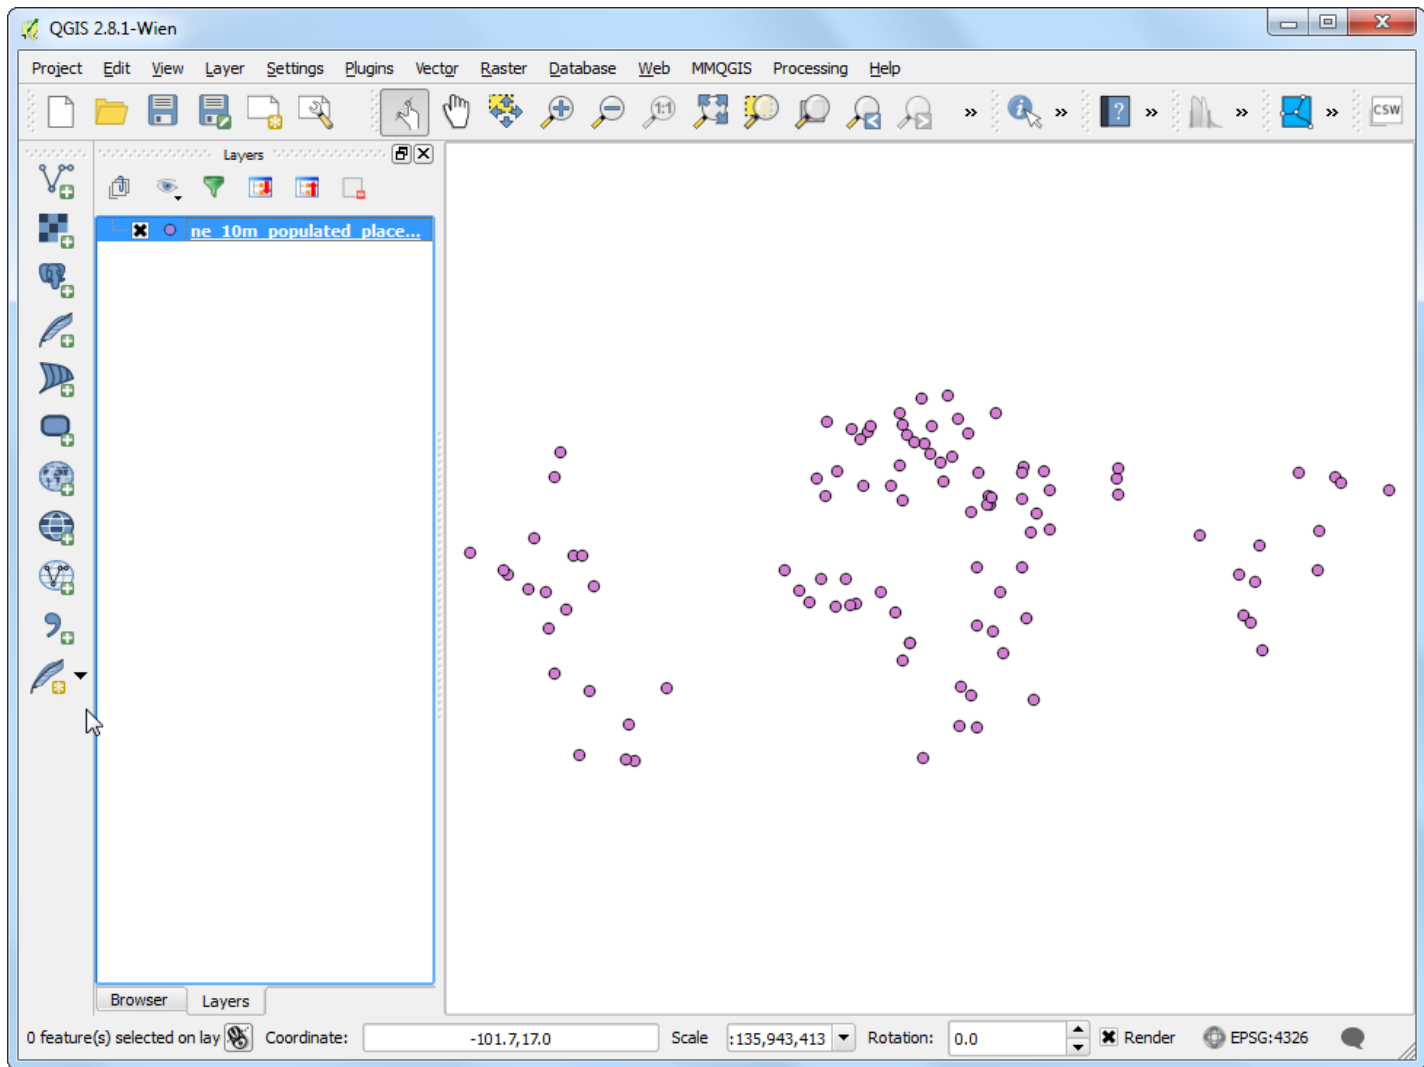 QGIS 2.8.1-Wien
Project Edit View Layer Settings Plugins Vector Raster Database Web MMQGIS Processing Help
1:1
?
CSW
Layers
ne_10m_populated_place...
Browser Layers
0 feature(s) selected on lay Coordinate: -101.7,17.0 Scale :135,943,413 Rotation: 0.0 Render EPSG:4326